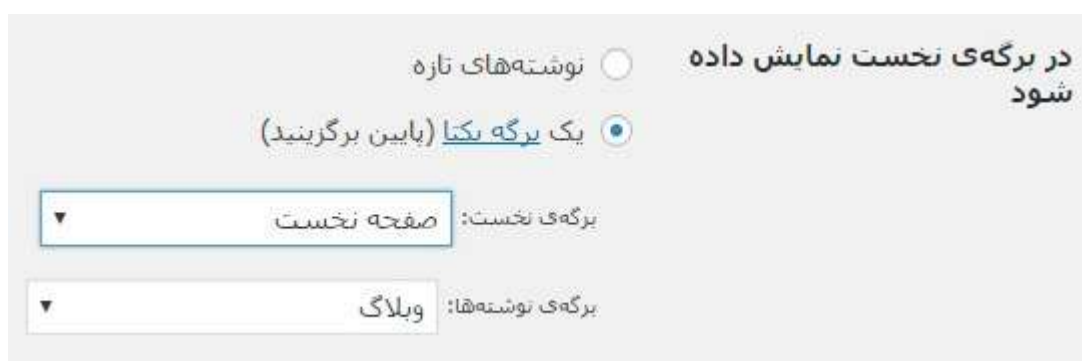 در برگه‌ی نخست نمایش داده
شود
نوشته‌های تازه
یک برگه یکتا (پایین برگزینید)
برگه‌ی نخست: صفحه نخست
برگه‌ی نوشته‌ها: وبلاگ